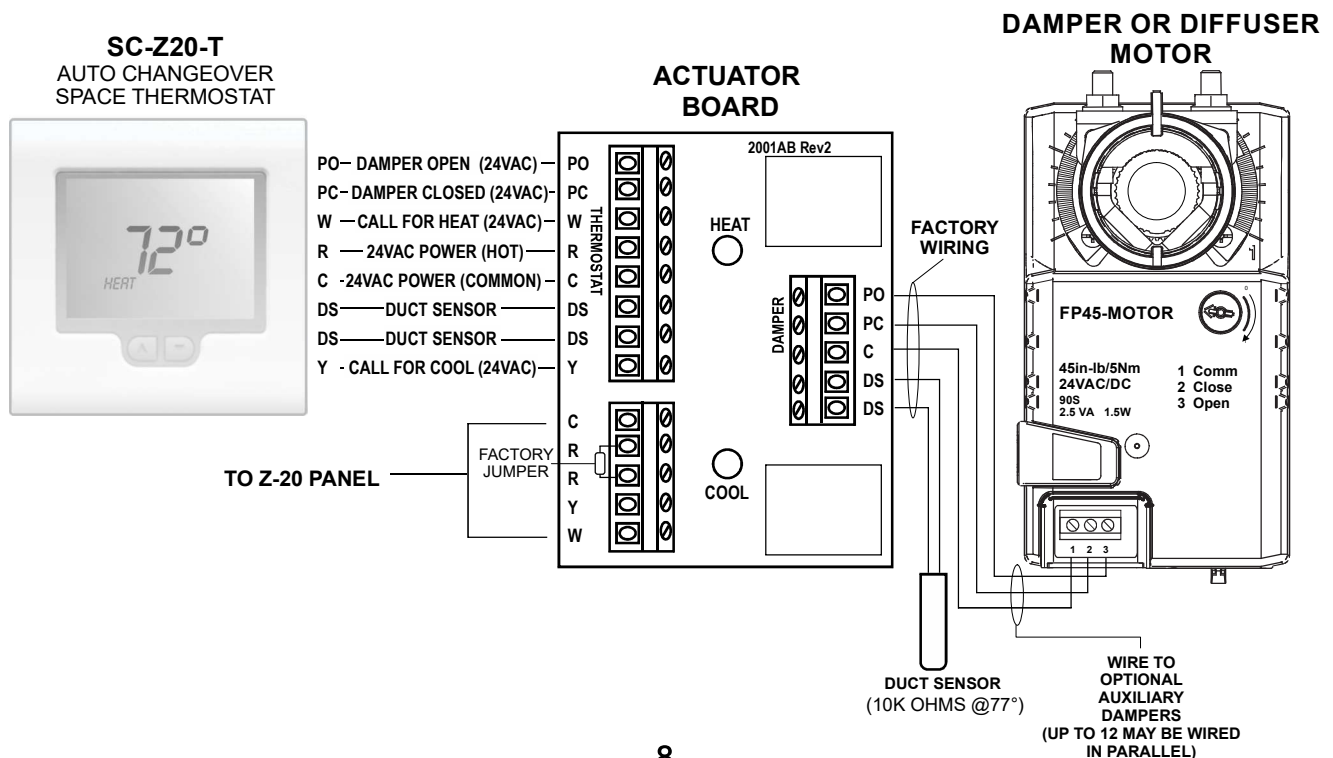 DAMPER OR DIFFUSER
MOTOR
SC-Z20-T
AUTO CHANGEOVER
SPACE THERMOSTAT
ACTUATOR
BOARD
72°
HEAT
PO– DAMPER OPEN (24VAC) – PO
PC– DAMPER CLOSED (24VAC)- PC
W —CALL FOR HEAT (24VAC)— W
R — 24VAC POWER (HOT) — R
C -24VAC POWER (COMMON)– C
DS——DUCT SENSOR—— DS
DS——DUCT SENSOR —— DS
Y - CALL FOR COOL (24VAC)— Y
THERMOSTAT
2001AB Rev2
HEAT
FACTORY
WIRING
DAMPER
PO
PC
C
DS
DS
C
R
R
Y
W
FACTORY
JUMPER
TO Z-20 PANEL
COOL
1
0
FP45-MOTOR
45in-lb/5Nm
24VAC/DC
90S
2.5 VA 1.5W
1 Comm
2 Close
3 Open
1 2 3
DUCT SENSOR
(10K OHMS @77°)
WIRE TO
OPTIONAL
AUXILIARY
DAMPERS
(UP TO 12 MAY BE WIRED
IN PARALLEL)
8